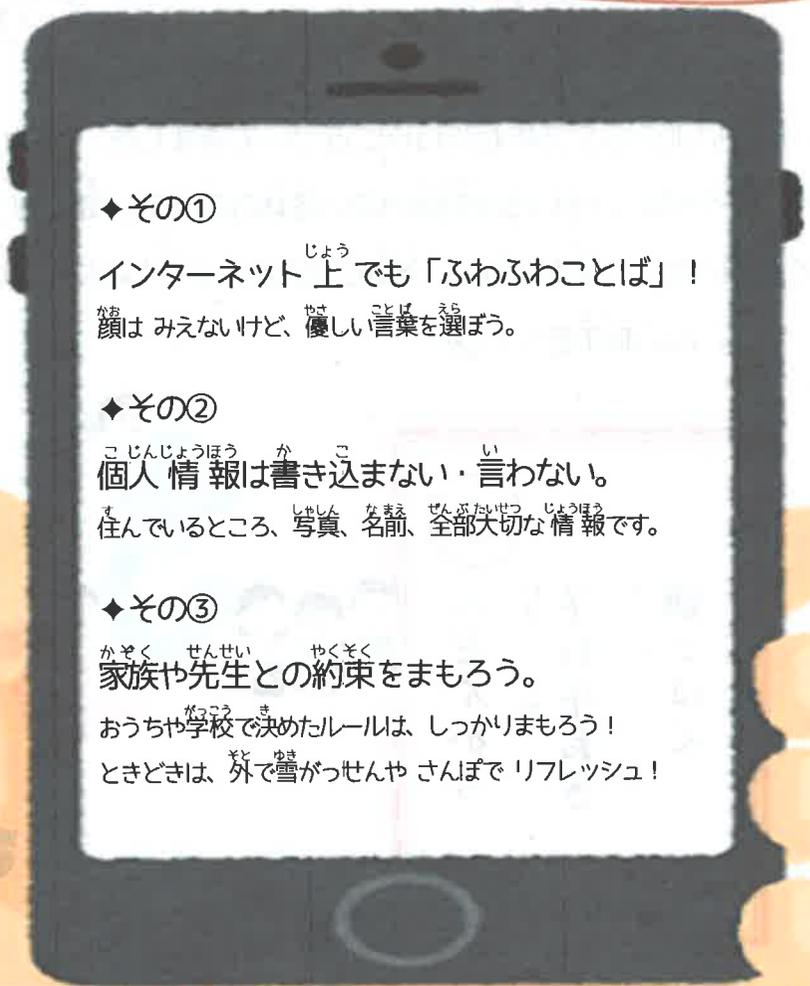 ✦その①
インターネット上でも「ふわふわことば」！
顔は みえないけど、優しい言葉を選ぼう。
✦その②
個人情報は書き込まない・言わない。
住んでいるところ、写真、名前、全部大切な情報です。
✦その③
家族や先生との約束をまもろう。
おうちや学校で決めたルールは、しっかりまもろう！
ときどきは、外で雪がっせんや さんぽで リフレッシュ！